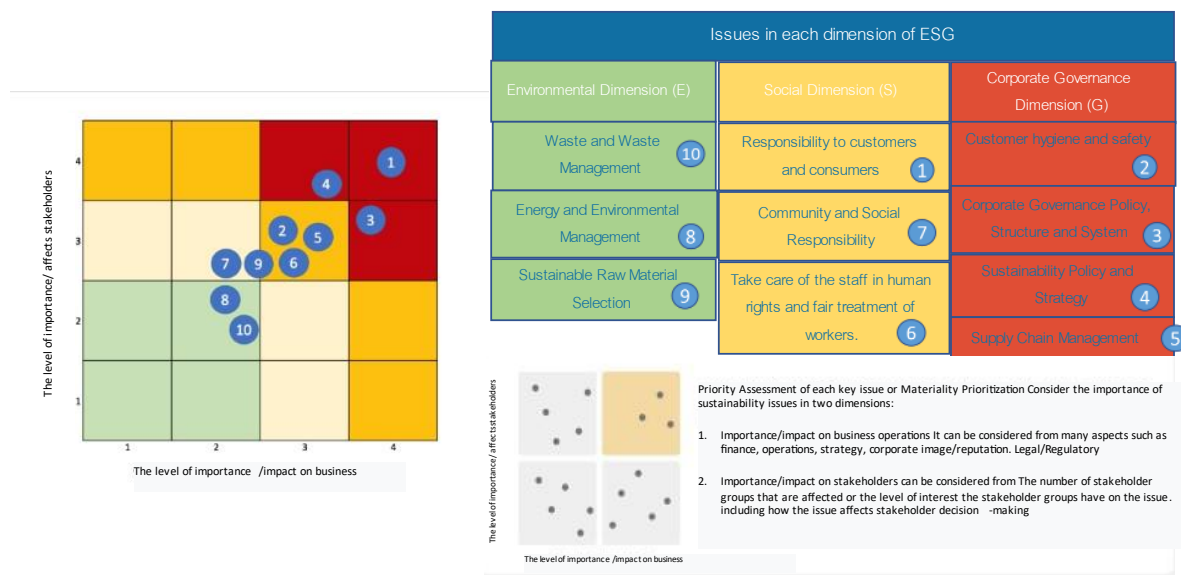 The level of importance/ affects stakeholders
4
3
2
1
1
4
3
2
5
6
7
9
8
10
1
2
3
4
The level of importance /impact on business
Issues in each dimension of ESG
Environmental Dimension (E)
Waste and Waste
Management
10
Energy and Environmental
Management
8
Sustainable Raw Material
Selection
9
Social Dimension (S)
Responsibility to customers
and consumers
1
Community and Social
Responsibility
7
Take care of the staff in human
rights and fair treatment of
workers.
6
Corporate Governance
Dimension (G)
Customer hygiene and safety
2
Corporate Governance Policy,
Structure and System
3
Sustainability Policy and
Strategy
4
Supply Chain Management
5
The level of importance/ affects stakeholders
The level of importance /impact on business
Priority Assessment of each key issue or Materiality Prioritization Consider the importance of
sustainability issues in two dimensions:
1. Importance/impact on business operations It can be considered from many aspects such as
finance, operations, strategy, corporate image/reputation. Legal/Regulatory
2. Importance/impact on stakeholders can be considered from The number of stakeholder
groups that are affected or the level of interest the stakeholder groups have on the issue.
including how the issue affects stakeholder decision -making